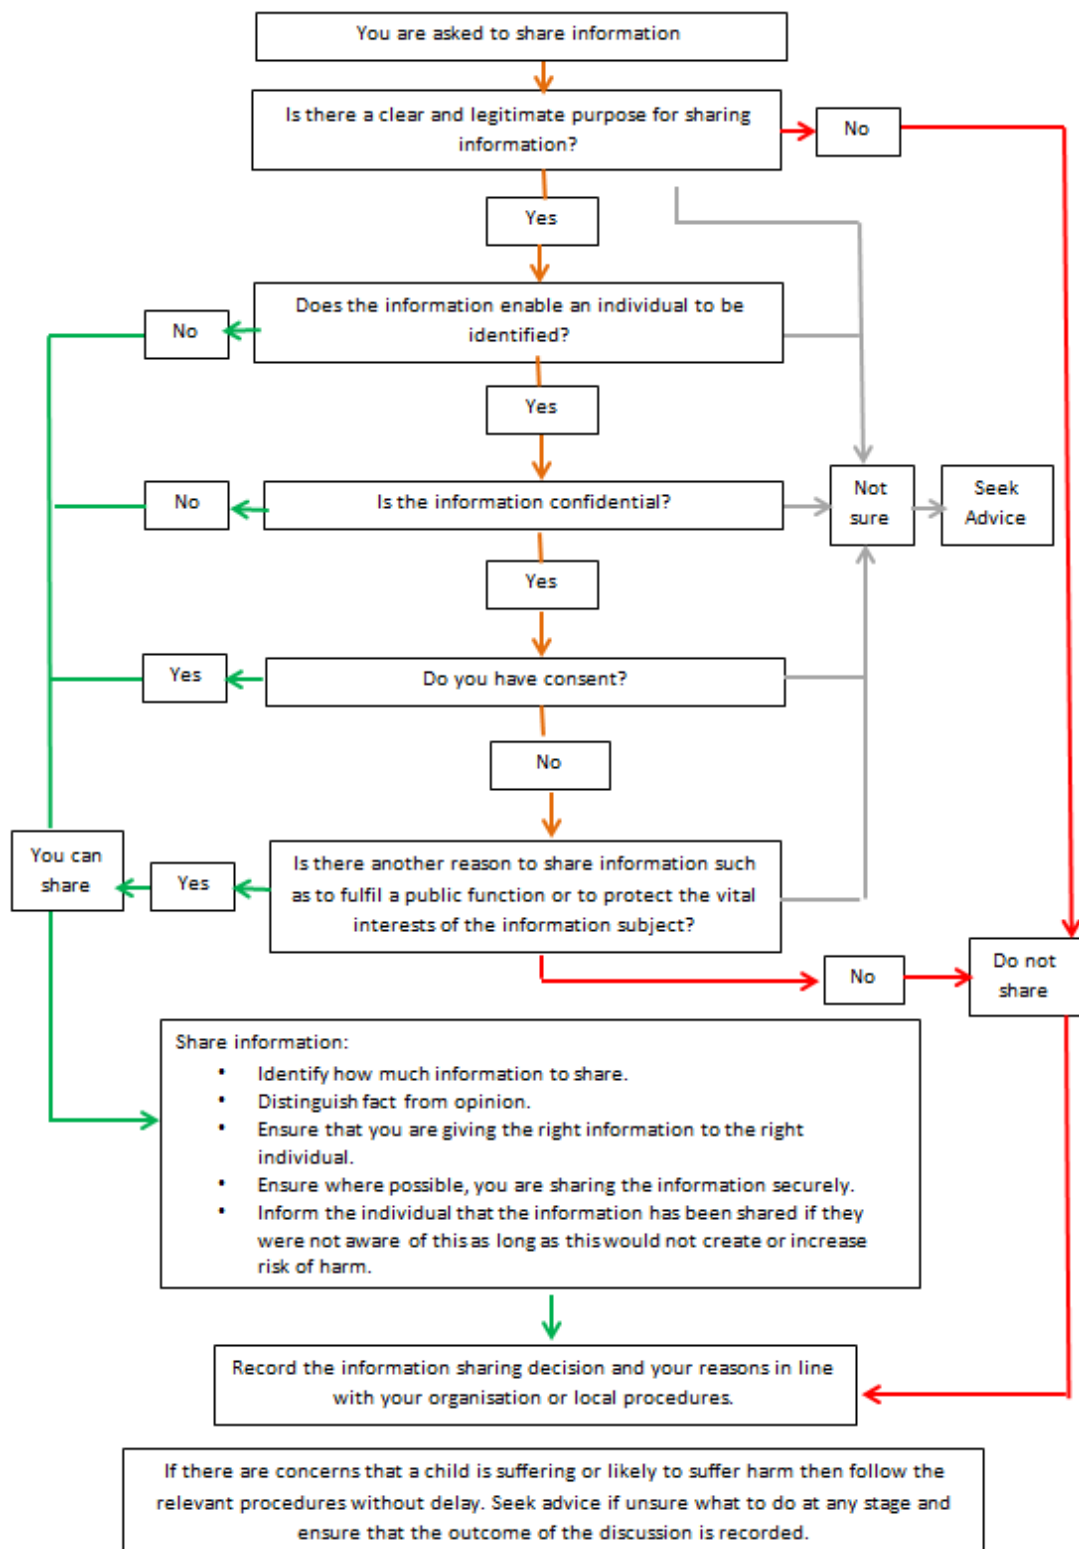 You are asked to share information
Is there a clear and legitimate purpose for sharing
information?
No
Yes
Does the information enable an individual to be
identified?
No
Yes
Is the information confidential?
No
Not
sure
Seek
Advice
Yes
Do you have consent?
Yes
No
Is there another reason to share information such
as to fulfil a public function or to protect the vital
interests of the information subject?
Yes
You can
share
No
Do not
share
Share information:
• Identify how much information to share.
• Distinguish fact from opinion.
• Ensure that you are giving the right information to the right
individual.
• Ensure where possible, you are sharing the information securely.
• Inform the individual that the information has been shared if they
were not aware of this as long as this would not create or increase
risk of harm.
Record the information sharing decision and your reasons in line
with your organisation or local procedures.
If there are concerns that a child is suffering or likely to suffer harm then follow the
relevant procedures without delay. Seek advice if unsure what to do at any stage and
ensure that the outcome of the discussion is recorded.